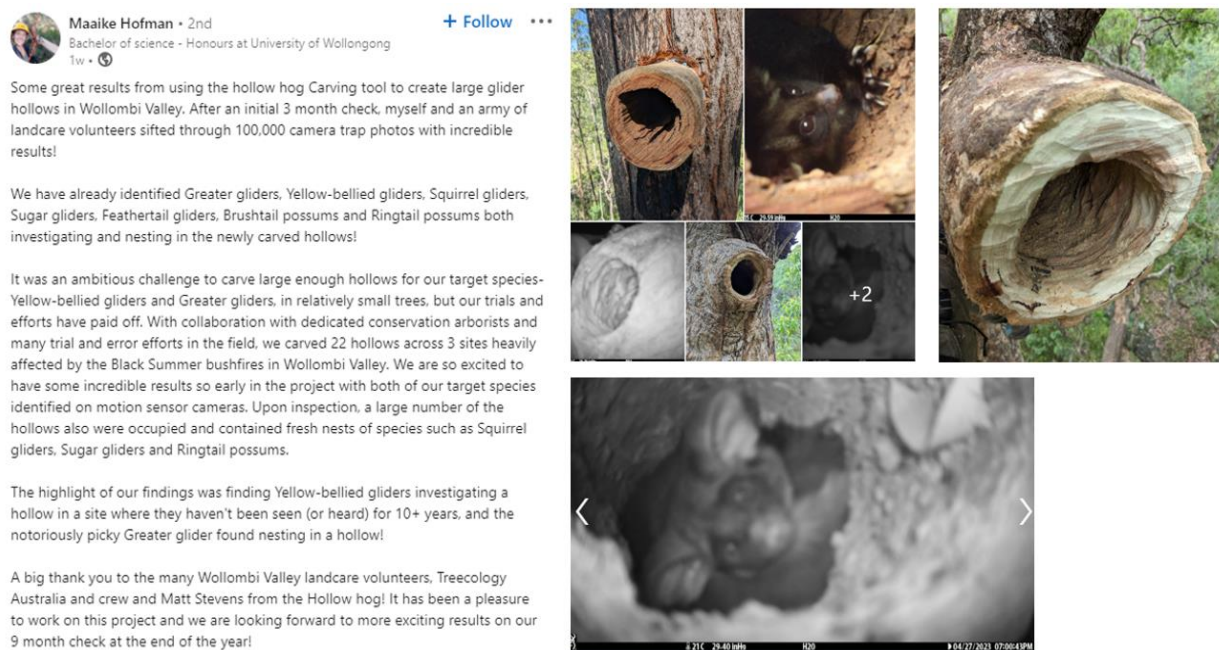 Maaike Hofman • 2nd
+ Follow
Bachelor of science - Honours at University of Wollongong
1w •
Some great results from using the hollow hog Carving tool to create large glider
hollows in Wollombi Valley. After an initial 3 month check, myself and an army of
landcare volunteers sifted through 100,000 camera trap photos with incredible
results!
We have already identified Greater gliders, Yellow-bellied gliders, Squirrel gliders,
Sugar gliders, Feathertail gliders, Brushtail possums and Ringtail possums both
investigating and nesting in the newly carved hollows!
It was an ambitious challenge to carve large enough hollows for our target species-
Yellow-bellied gliders and Greater gliders, in relatively small trees, but our trials and
efforts have paid off. With collaboration with dedicated conservation arborists and
many trial and error efforts in the field, we carved 22 hollows across 3 sites heavily
affected by the Black Summer bushfires in Wollombi Valley. We are so excited to
have some incredible results so early in the project with both of our target species
identified on motion sensor cameras. Upon inspection, a large number of the
hollows also were occupied and contained fresh nests of species such as Squirrel
gliders, Sugar gliders and Ringtail possums.
The highlight of our findings was finding Yellow-bellied gliders investigating a
hollow in a site where they haven't been seen (or heard) for 10+ years, and the
notoriously picky Greater glider found nesting in a hollow!
A big thank you to the many Wollombi Valley landcare volunteers, Treecology
Australia and crew and Matt Stevens from the Hollow hog! It has been a pleasure
to work on this project and we are looking forward to more exciting results on our
9 month check at the end of the year!
29.59 inHg H20
+2
21C 29.40 inHg H20 04/27/2023 07:00:43PM